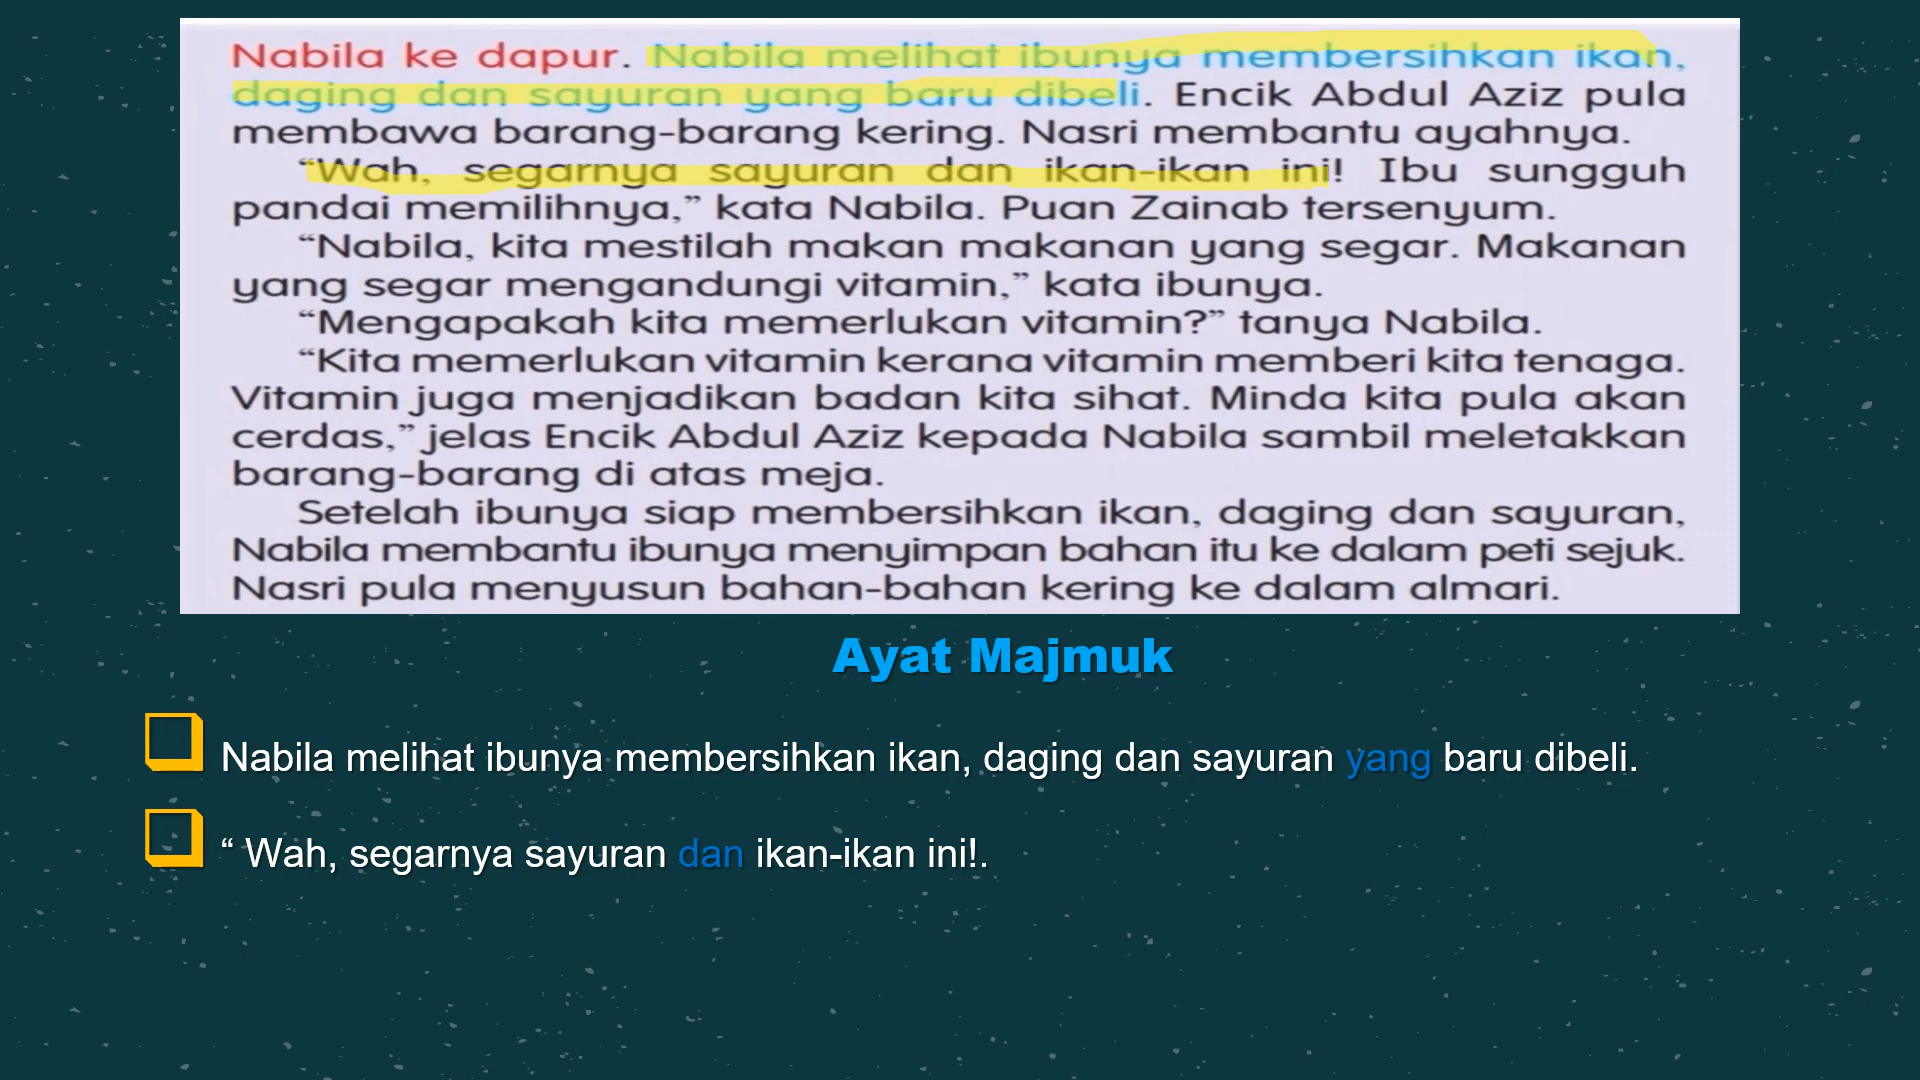 Nabila ke dapur. Nabila melihat ibunya membersihkan ikan,
daging dan sayuran yang baru dibeli. Encik Abdul Aziz pula
membawa barang-barang kering. Nasri membantu ayahnya.
“Wah, segarnya sayuran dan ikan-ikan ini! Ibu sungguh
pandai memilihnya,” kata Nabila. Puan Zainab tersenyum.
“Nabila, kita mestilah makan makanan yang segar. Makanan
yang segar mengandungi vitamin,” kata ibunya.
“Mengapakah kita memerlukan vitamin?” tanya Nabila.
“Kita memerlukan vitamin kerana vitamin memberi kita tenaga.
Vitamin juga menjadikan badan kita sihat. Minda kita pula akan
cerdas,” jelas Encik Abdul Aziz kepada Nabila sambil meletakkan
barang-barang di atas meja.
Setelah ibunya siap membersihkan ikan, daging dan sayuran,
Nabila membantu ibunya menyimpan bahan itu ke dalam peti sejuk.
Nasri pula menyusun bahan-bahan kering ke dalam almari.
Ayat Majmuk
Nabila melihat ibunya membersihkan ikan, daging dan sayuran yang baru dibeli.
“ Wah, segarnya sayuran dan ikan-ikan ini!.